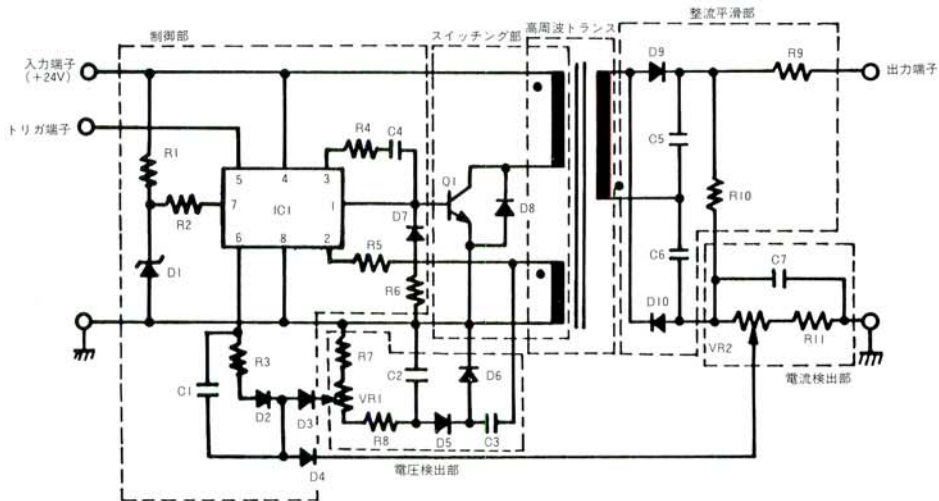 整流平滑部
制御部
スイッチング部
高周波トランス
入力端子
(+24V)
D9
R9
出力端子
トリガ端子
R4
C4
C5
R1
5
4
3
Q1
D8
R10
7
IC1
1
R2
D7
6
8
2
R5
C6
C7
D1
R6
D10
VR2
R11
R3
R7
電流検出部
C1
C2
D6
D2
D3
VR1
R8
D5
C3
D4
電圧検出部